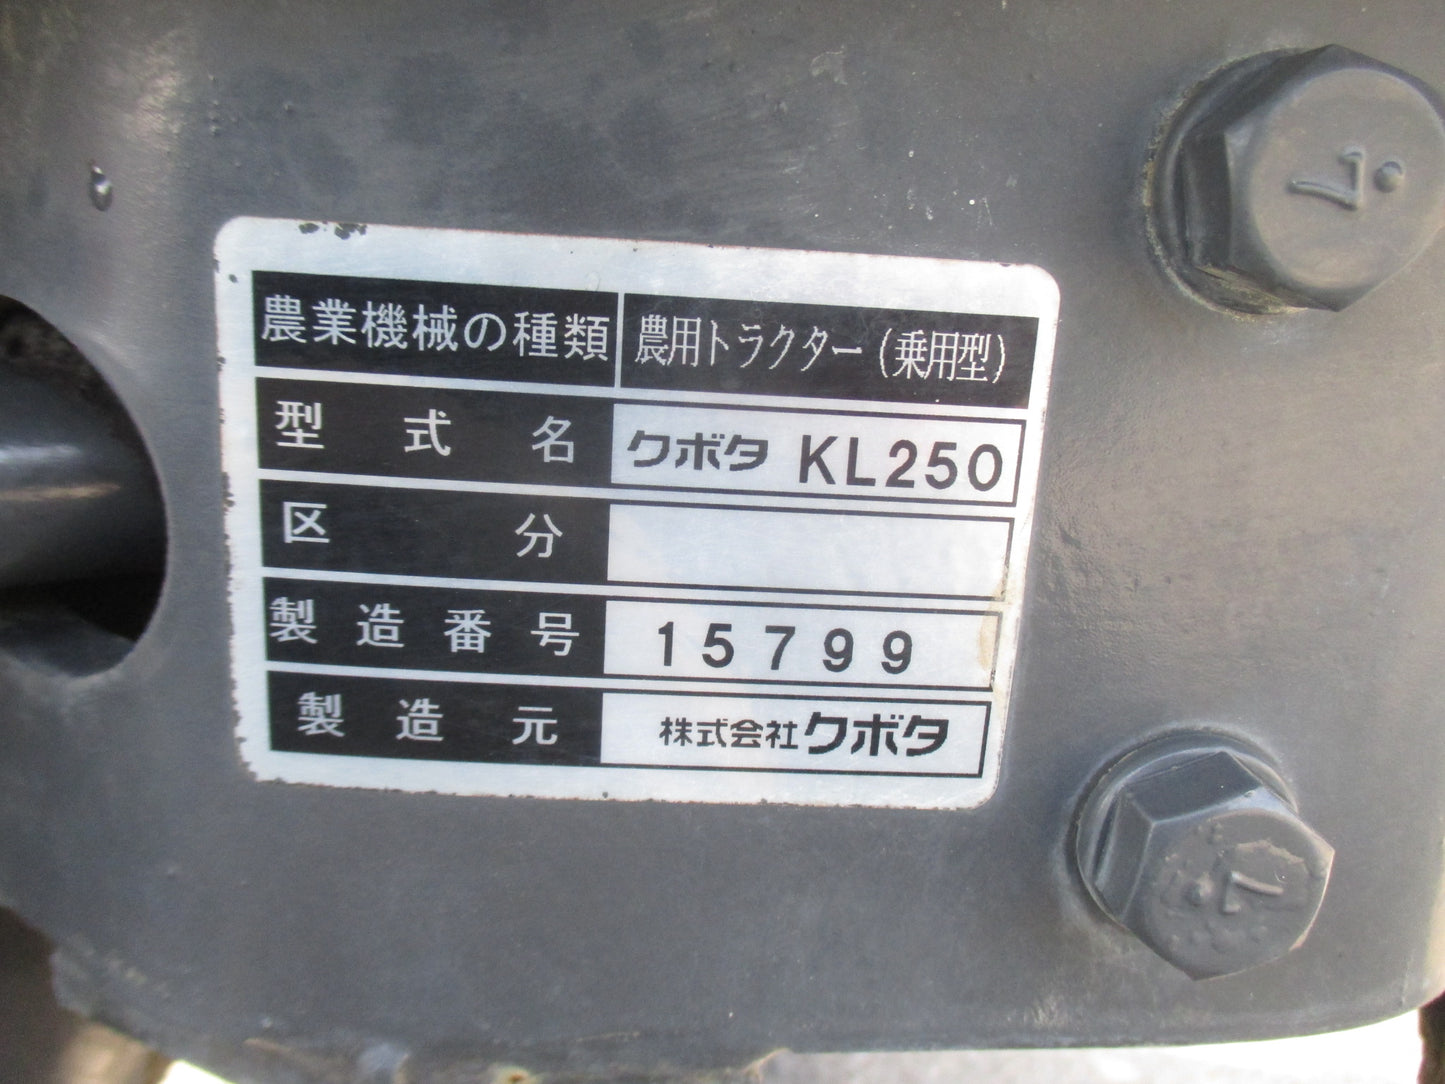 農業機械の種類 農用トラクター(乗用型)
型式名 クボタ KL250
区分
製造番号 15799
製造元 株式会社クボタ
7
7